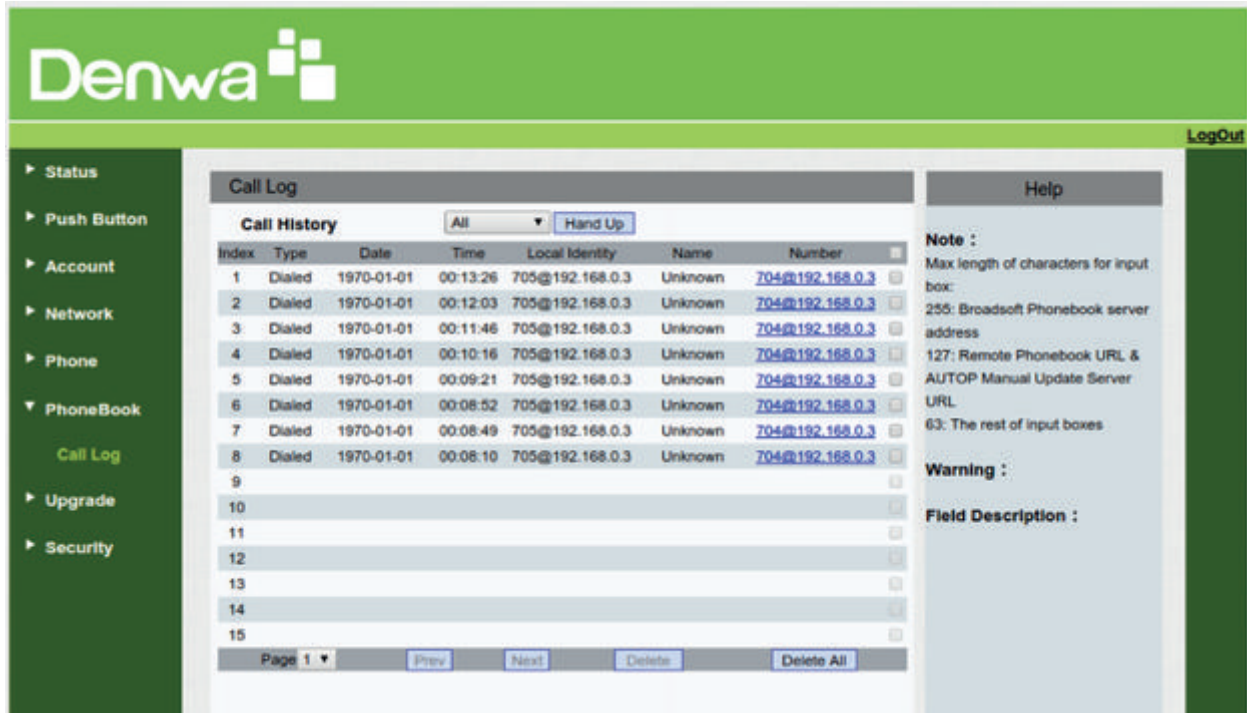 Denwa
LogOut
Status
Push Button
Account
Network
Phone
PhoneBook
Call Log
Upgrade
Security
Call Log
Call History All Hand Up
Index Type Date Time Local Identity Name Number
1 Dialed 1970-01-01 00:13:26 705@192.168.0.3 Unknown 704@192.168.0.3
2 Dialed 1970-01-01 00:12:03 705@192.168.0.3 Unknown 704@192.168.0.3
3 Dialed 1970-01-01 00:11:46 705@192.168.0.3 Unknown 704@192.168.0.3
4 Dialed 1970-01-01 00:10:16 705@192.168.0.3 Unknown 704@192.168.0.3
5 Dialed 1970-01-01 00:09:21 705@192.168.0.3 Unknown 704@192.168.0.3
6 Dialed 1970-01-01 00:08:52 705@192.168.0.3 Unknown 704@192.168.0.3
7 Dialed 1970-01-01 00:08:49 705@192.168.0.3 Unknown 704@192.168.0.3
8 Dialed 1970-01-01 00:08:10 705@192.168.0.3 Unknown 704@192.168.0.3
9
10
11
12
13
14
15
Page 1 Prev Next Delete Delete All
Help
Note :
Max length of characters for input
box:
255: Broadsoft Phonebook server
address
127: Remote Phonebook URL &
AUTOP Manual Update Server
URL
63: The rest of input boxes
Warning :
Field Description :